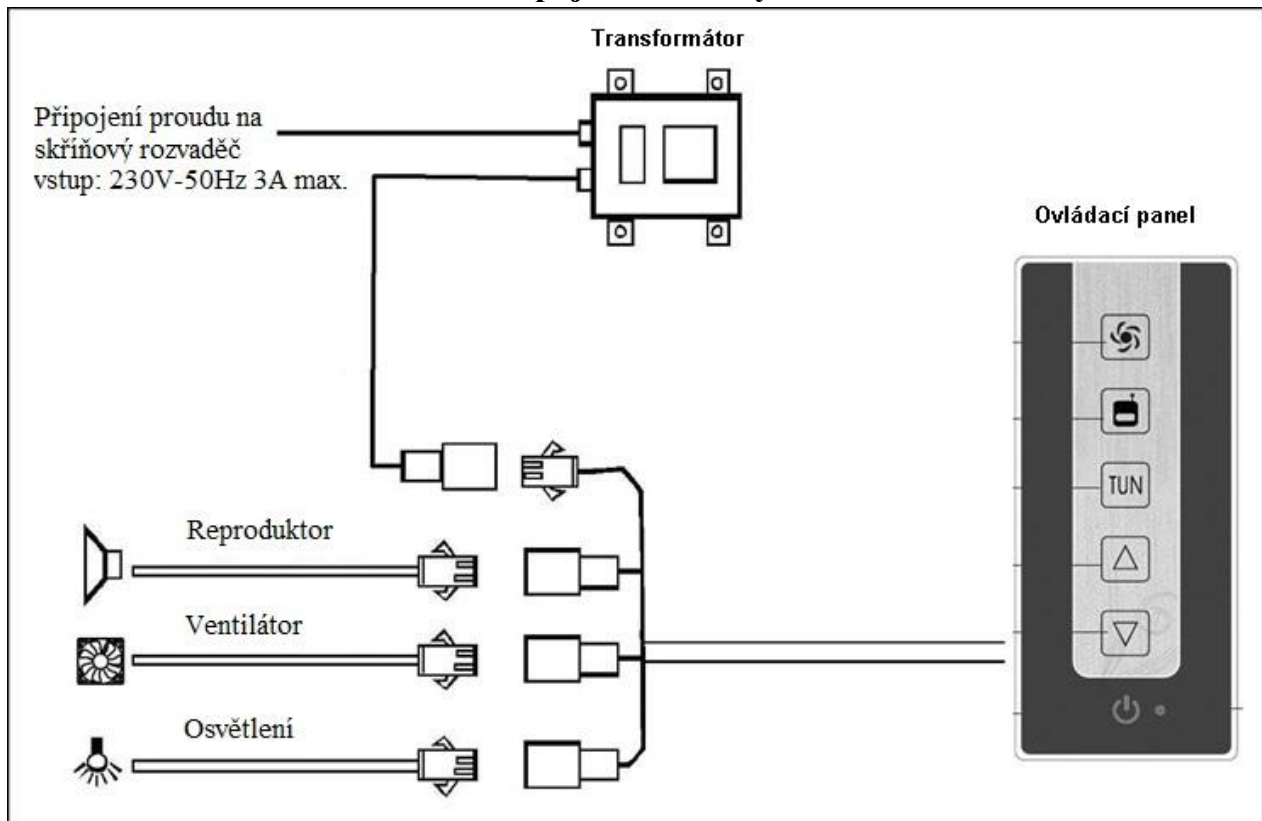 Transformátor
Připojení proudu na
skříňový rozvaděč
vstup: 230V-50Hz 3A max.
Ovládací panel
TUN
Reproduktor
Ventilátor
Osvětlení